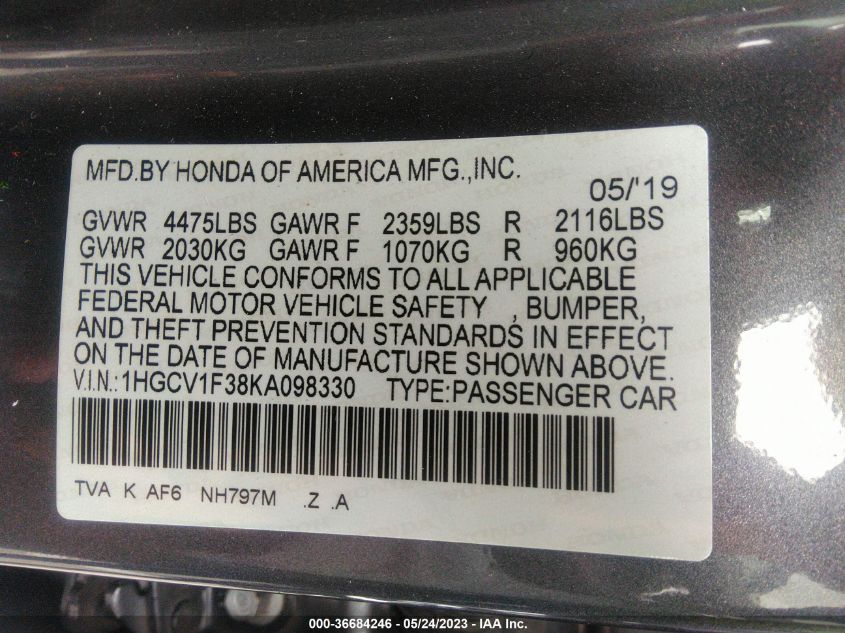 MFD.BY HONDA OF AMERICA MFG.,INC.
05/'19
GVWR 4475LBS GAWR F 2359LBS R 2116LBS
GVWR 2030KG GAWR F 1070KG R 960KG
THIS VEHICLE CONFORMS TO ALL APPLICABLE
FEDERAL MOTOR VEHICLE SAFETY , BUMPER,
AND THEFT PREVENTION STANDARDS IN EFFECT
ON THE DATE OF MANUFACTURE SHOWN ABOVE.
V.I.N.:1HGCV1F38KA098330 TYPE:PASSENGER CAR
TVA K AF6 NH797M .Z .A
000-36684246 - 05/24/2023 - IAA Inc.